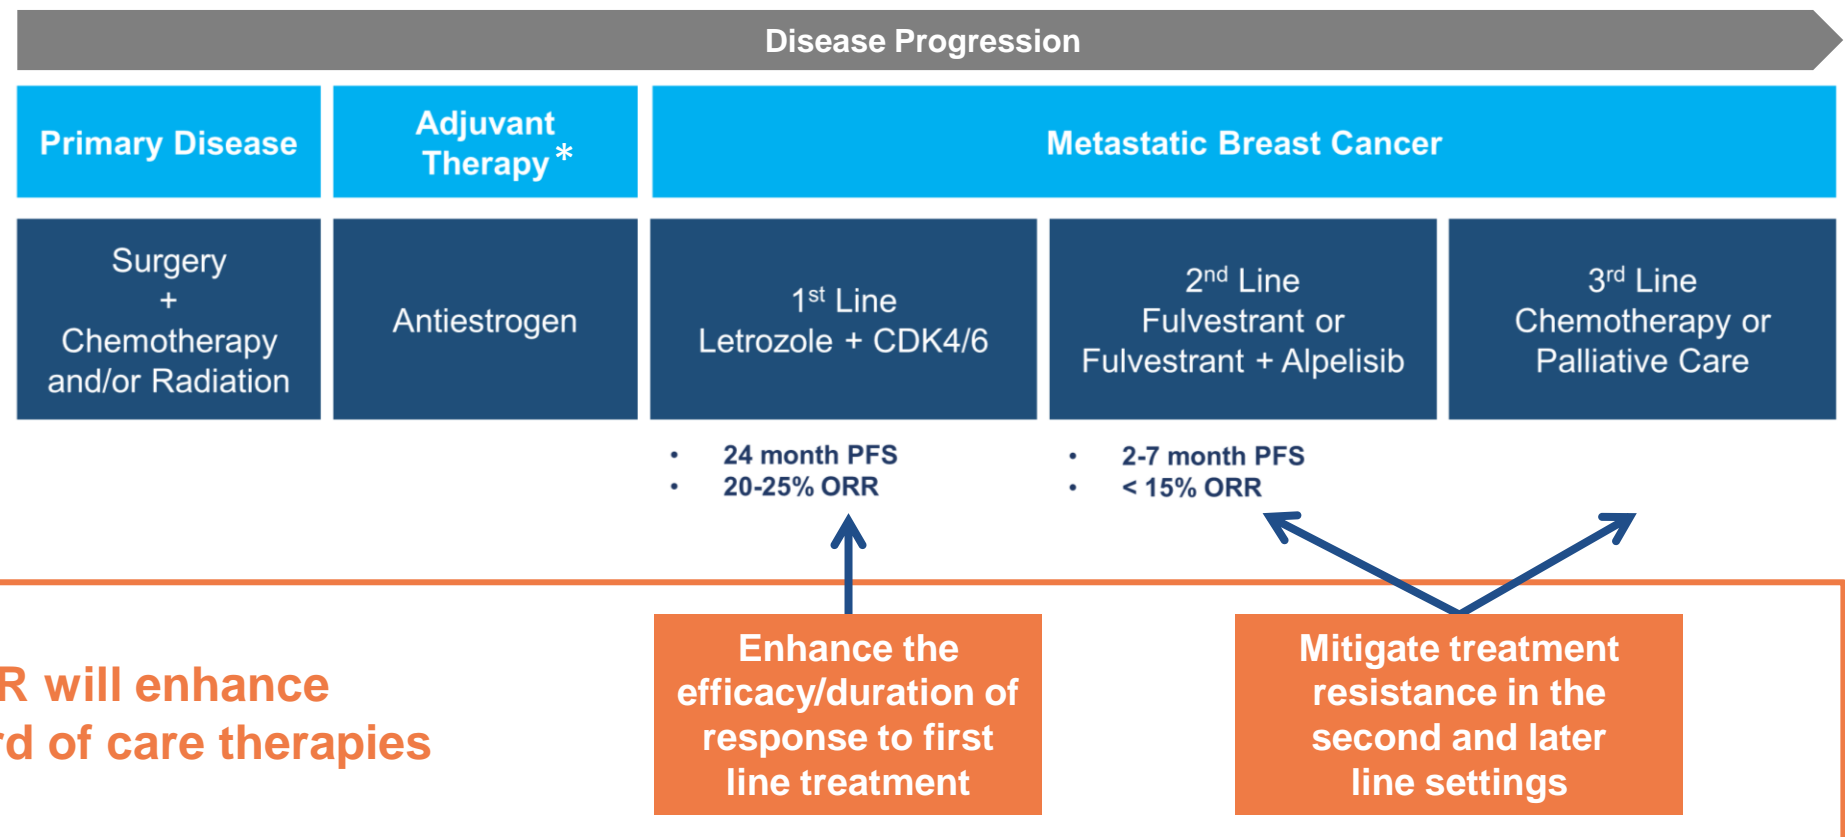 Disease Progression
Primary Disease
Adjuvant
Therapy*
Metastatic Breast Cancer
Surgery
+
Chemotherapy
and/or Radiation
Antiestrogen
1st Line
Letrozole + CDK4/6
2nd Line
Fulvestrant or
Fulvestrant + Alpelisib
3rd Line
Chemotherapy or
Palliative Care
• 24 month PFS
• 20-25% ORR
• 2-7 month PFS
• < 15% ORR
R will enhance
rd of care therapies
Enhance the
efficacy/duration of
response to first
line treatment
Mitigate treatment
resistance in the
second and later
line settings